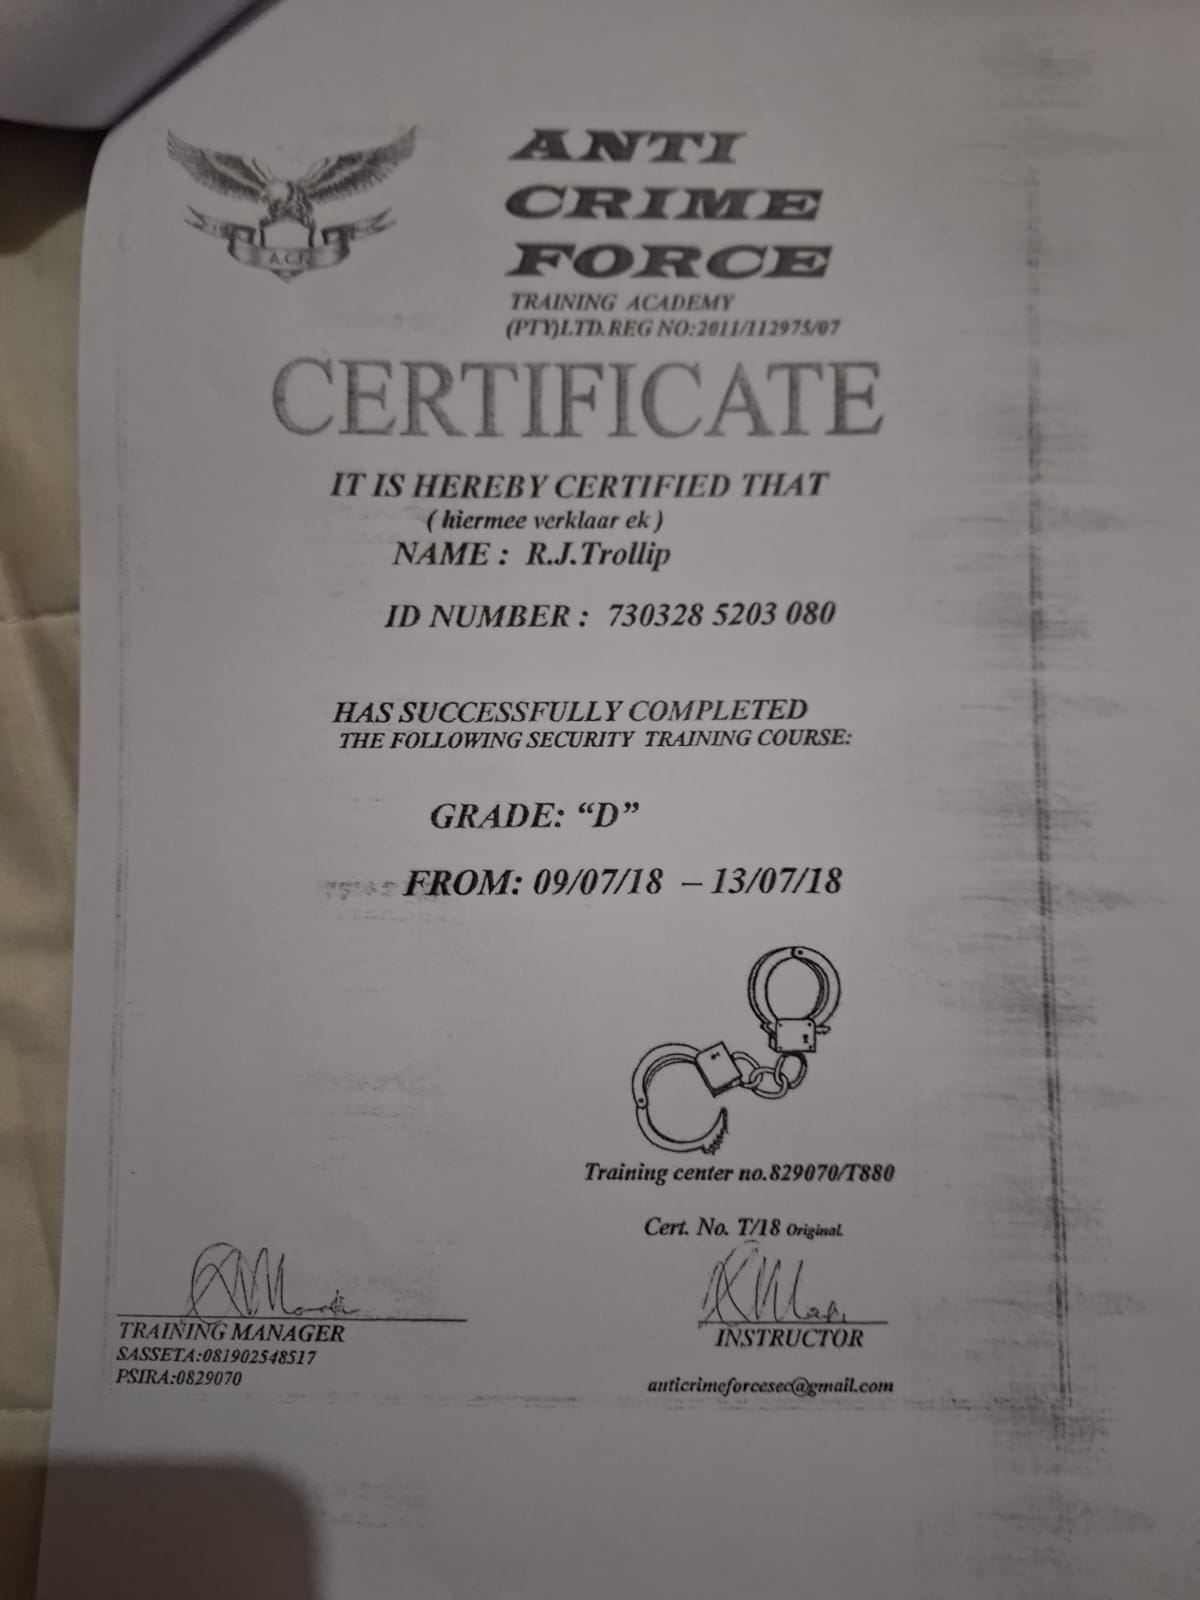 A.C.F.
ANTI
CRIME
FORCE
TRAINING ACADEMY
(PTY)LTD.REG NO:2011/112975/07
CERTIFICATE
IT IS HEREBY CERTIFIED THAT
( hiermee verklaar ek )
NAME : R.J.Trollip
ID NUMBER : 730328 5203 080
HAS SUCCESSFULLY COMPLETED
THE FOLLOWING SECURITY TRAINING COURSE:
GRADE: “D”
FROM: 09/07/18 – 13/07/18
Training center no.829070/T880
Cert. No. T/18 Original.
TRAINING MANAGER
SASSETA:081902548517
PSIRA:0829070
INSTRUCTOR
anticrimeforcesec@gmail.com